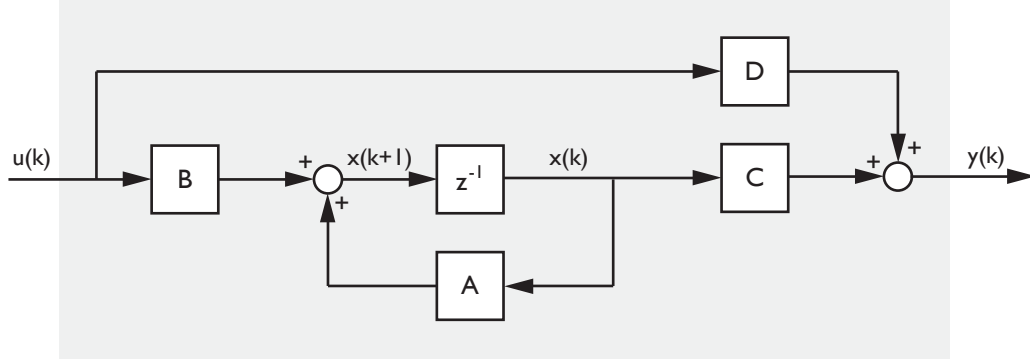 D
u(k)
B
+
x(k+1)
+
z⁻¹
x(k)
C
+
+
y(k)
A